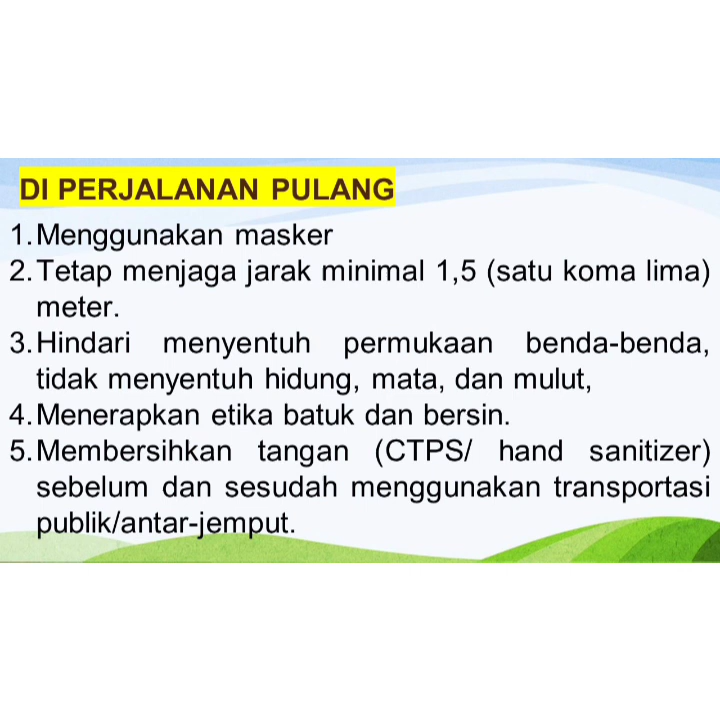 DI PERJALANAN PULANG
1.Menggunakan masker
2.Tetap menjaga jarak minimal 1,5 (satu koma lima)
meter.
3.Hindari menyentuh permukaan benda-benda,
tidak menyentuh hidung, mata, dan mulut,
4.Menerapkan etika batuk dan bersin.
5.Membersihkan tangan (CTPS/ hand sanitizer)
sebelum dan sesudah menggunakan transportasi
publik/antar-jemput.